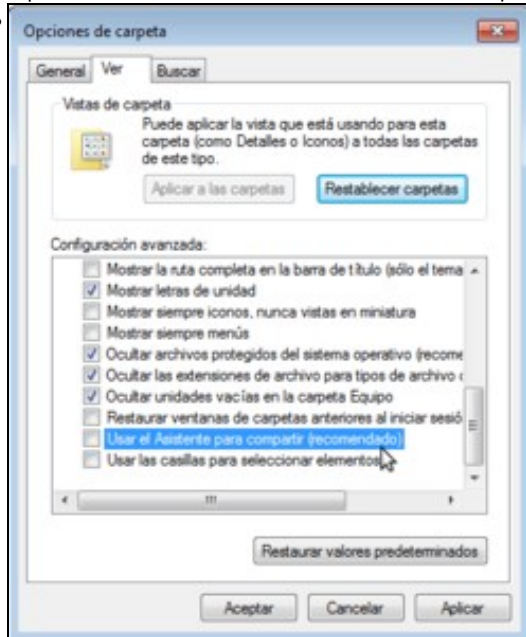 Opciones de carpeta
General Ver Buscar
Vistas de carpeta
Puede aplicar la vista que está usando para esta
carpeta (como Detalles o Iconos) a todas las carpetas
de este tipo.
Aplicar a las carpetas Restablecer carpetas
Configuración avanzada:
Mostrar la ruta completa en la barra de título (sólo el tema
Mostrar letras de unidad
Mostrar siempre iconos, nunca vistas en miniatura
Mostrar siempre menús
Ocultar archivos protegidos del sistema operativo (recome
Ocultar las extensiones de archivo para tipos de archivo c
Ocultar unidades vacías en la carpeta Equipo
Restaurar ventanas de carpetas anteriores al iniciar sesió
Usar el Asistente para compartir (recomendado)
Usar las casillas para seleccionar elementos
Restaurar valores predeterminados
Aceptar Cancelar Aplicar